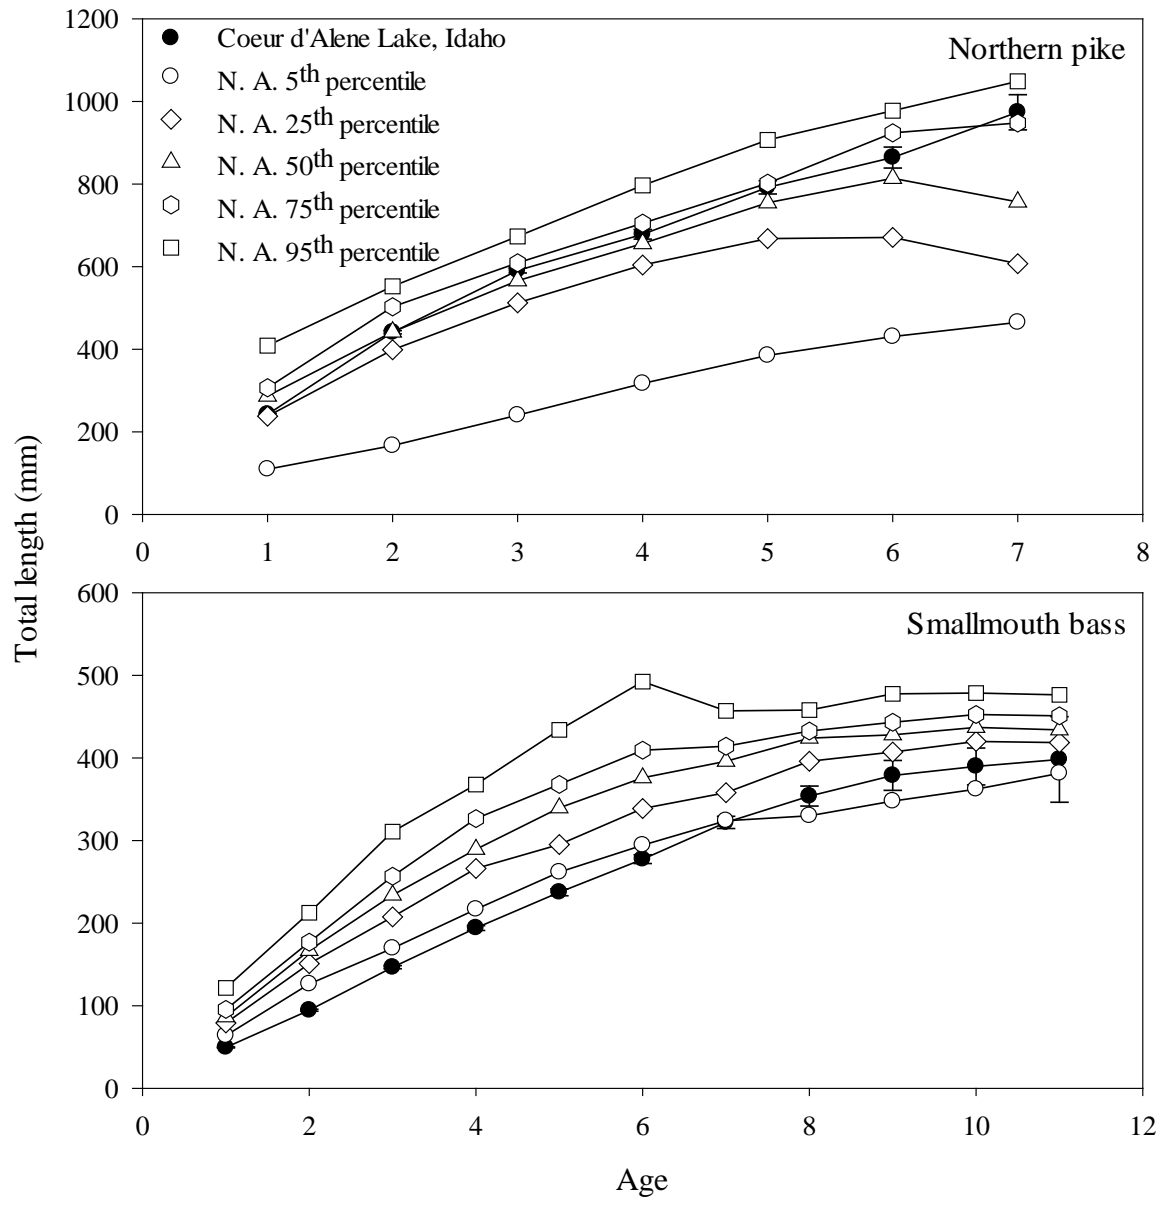 1200
Coeur d'Alene Lake, Idaho
Northern pike
N. A. 5th percentile
1000
N. A. 25th percentile
N. A. 50th percentile
800
N. A. 75th percentile
N. A. 95th percentile
600
400
200
0
0 1 2 3 4 5 6 7 8
Total length (mm)
600
Smallmouth bass
500
400
300
200
100
0
0 2 4 6 8 10 12
Age